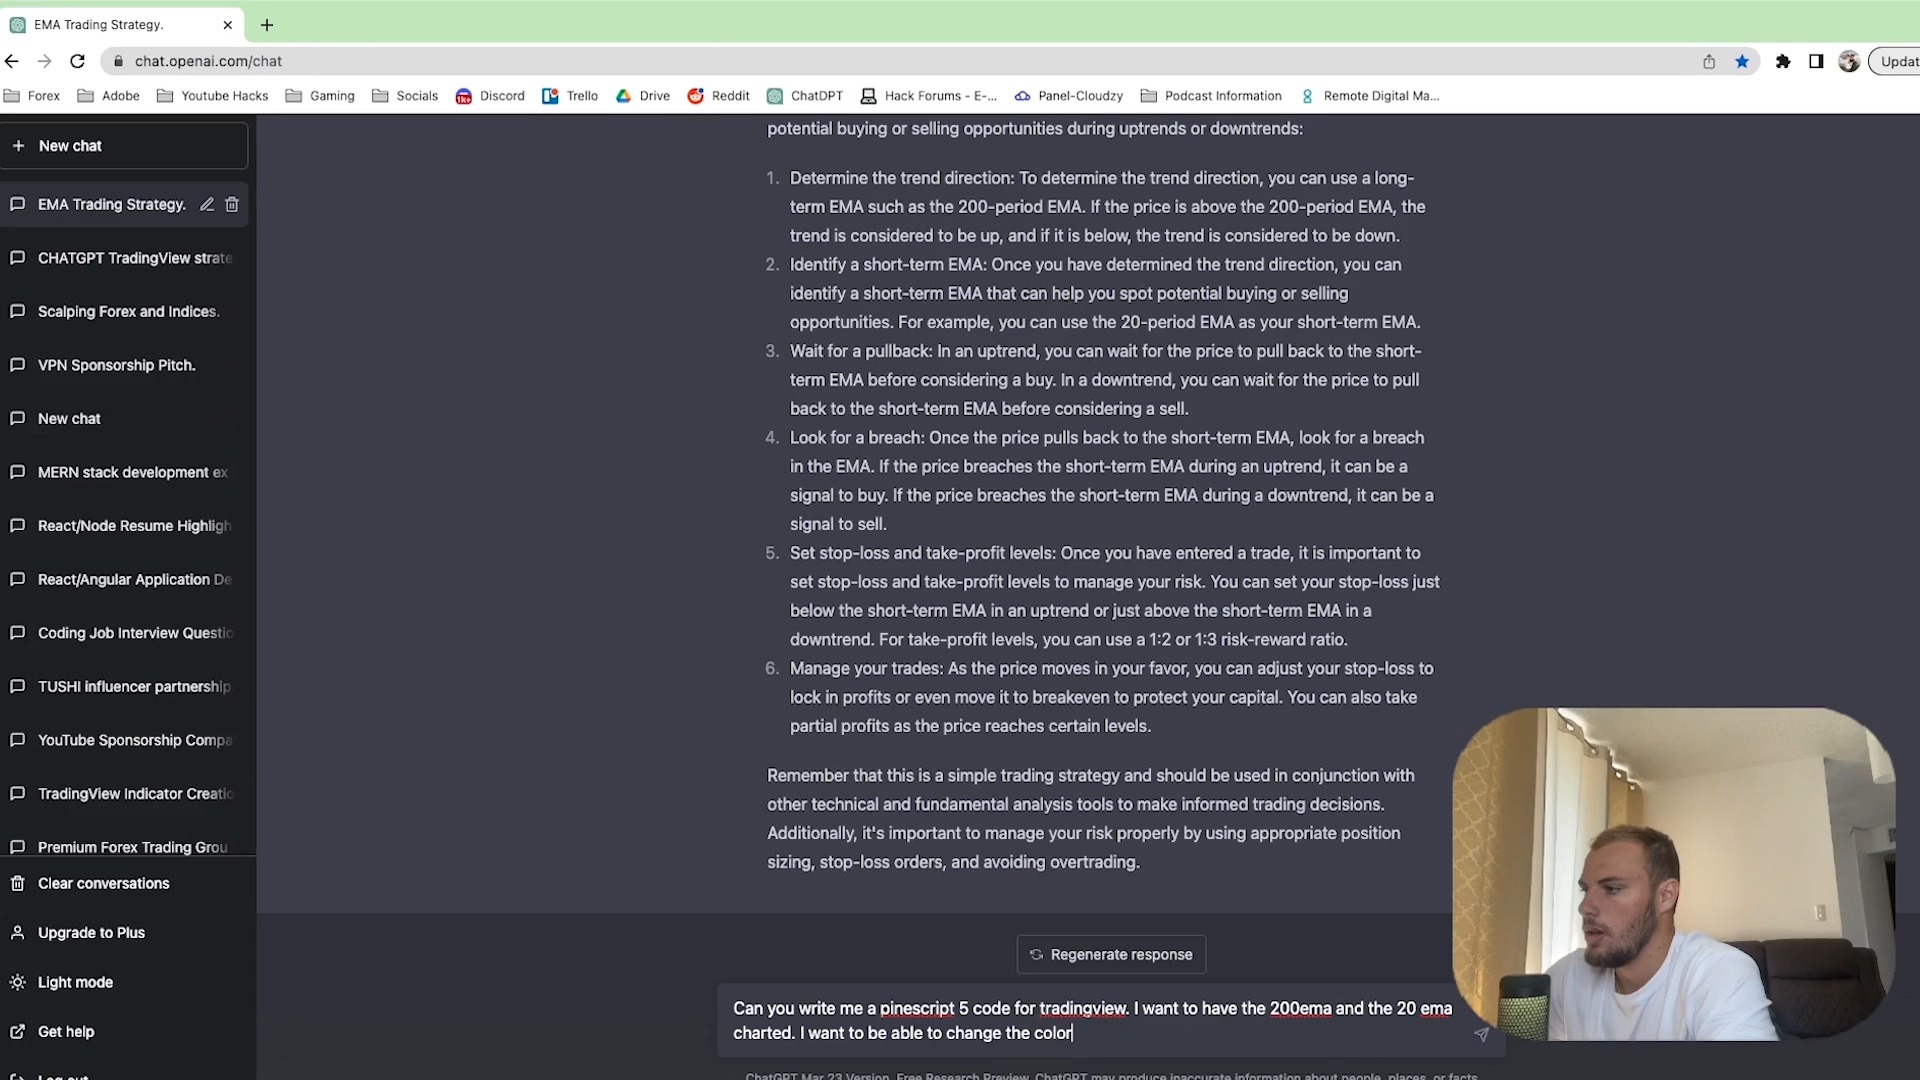 EMA Trading Strategy.
chat.openai.com/chat
Updat
Forex
Adobe
Youtube Hacks
Gaming
Socials
Discord
Trello
Drive
Reddit
ChatDPT
Hack Forums - E-...
Panel-Cloudzy
Podcast Information
Remote Digital Ma...
New chat
EMA Trading Strategy.
CHATGPT TradingView strate
Scalping Forex and Indices.
VPN Sponsorship Pitch.
New chat
MERN stack development ex
React/Node Resume Highligh
React/Angular Application De
Coding Job Interview Questio
TUSHI influencer partnership
YouTube Sponsorship Compa
TradingView Indicator Creatio
Premium Forex Trading Grou
Clear conversations
Upgrade to Plus
Light mode
Get help
Log out
potential buying or selling opportunities during uptrends or downtrends:
1. Determine the trend direction: To determine the trend direction, you can use a long-
term EMA such as the 200-period EMA. If the price is above the 200-period EMA, the
trend is considered to be up, and if it is below, the trend is considered to be down.
2. Identify a short-term EMA: Once you have determined the trend direction, you can
identify a short-term EMA that can help you spot potential buying or selling
opportunities. For example, you can use the 20-period EMA as your short-term EMA.
3. Wait for a pullback: In an uptrend, you can wait for the price to pull back to the short-
term EMA before considering a buy. In a downtrend, you can wait for the price to pull
back to the short-term EMA before considering a sell.
4. Look for a breach: Once the price pulls back to the short-term EMA, look for a breach
in the EMA. If the price breaches the short-term EMA during an uptrend, it can be a
signal to buy. If the price breaches the short-term EMA during a downtrend, it can be a
signal to sell.
5. Set stop-loss and take-profit levels: Once you have entered a trade, it is important to
set stop-loss and take-profit levels to manage your risk. You can set your stop-loss just
below the short-term EMA in an uptrend or just above the short-term EMA in a
downtrend. For take-profit levels, you can use a 1:2 or 1:3 risk-reward ratio.
6. Manage your trades: As the price moves in your favor, you can adjust your stop-loss to
lock in profits or even move it to breakeven to protect your capital. You can also take
partial profits as the price reaches certain levels.
Remember that this is a simple trading strategy and should be used in conjunction with
other technical and fundamental analysis tools to make informed trading decisions.
Additionally, it's important to manage your risk properly by using appropriate position
sizing, stop-loss orders, and avoiding overtrading.
Regenerate response
Can you write me a pinescript 5 code for tradingview. I want to have the 200ema and the 20 ema
charted. I want to be able to change the color
ChatGPT Mar 23 Version. Free Research Preview. ChatGPT may produce inaccurate information about people, places, or facts